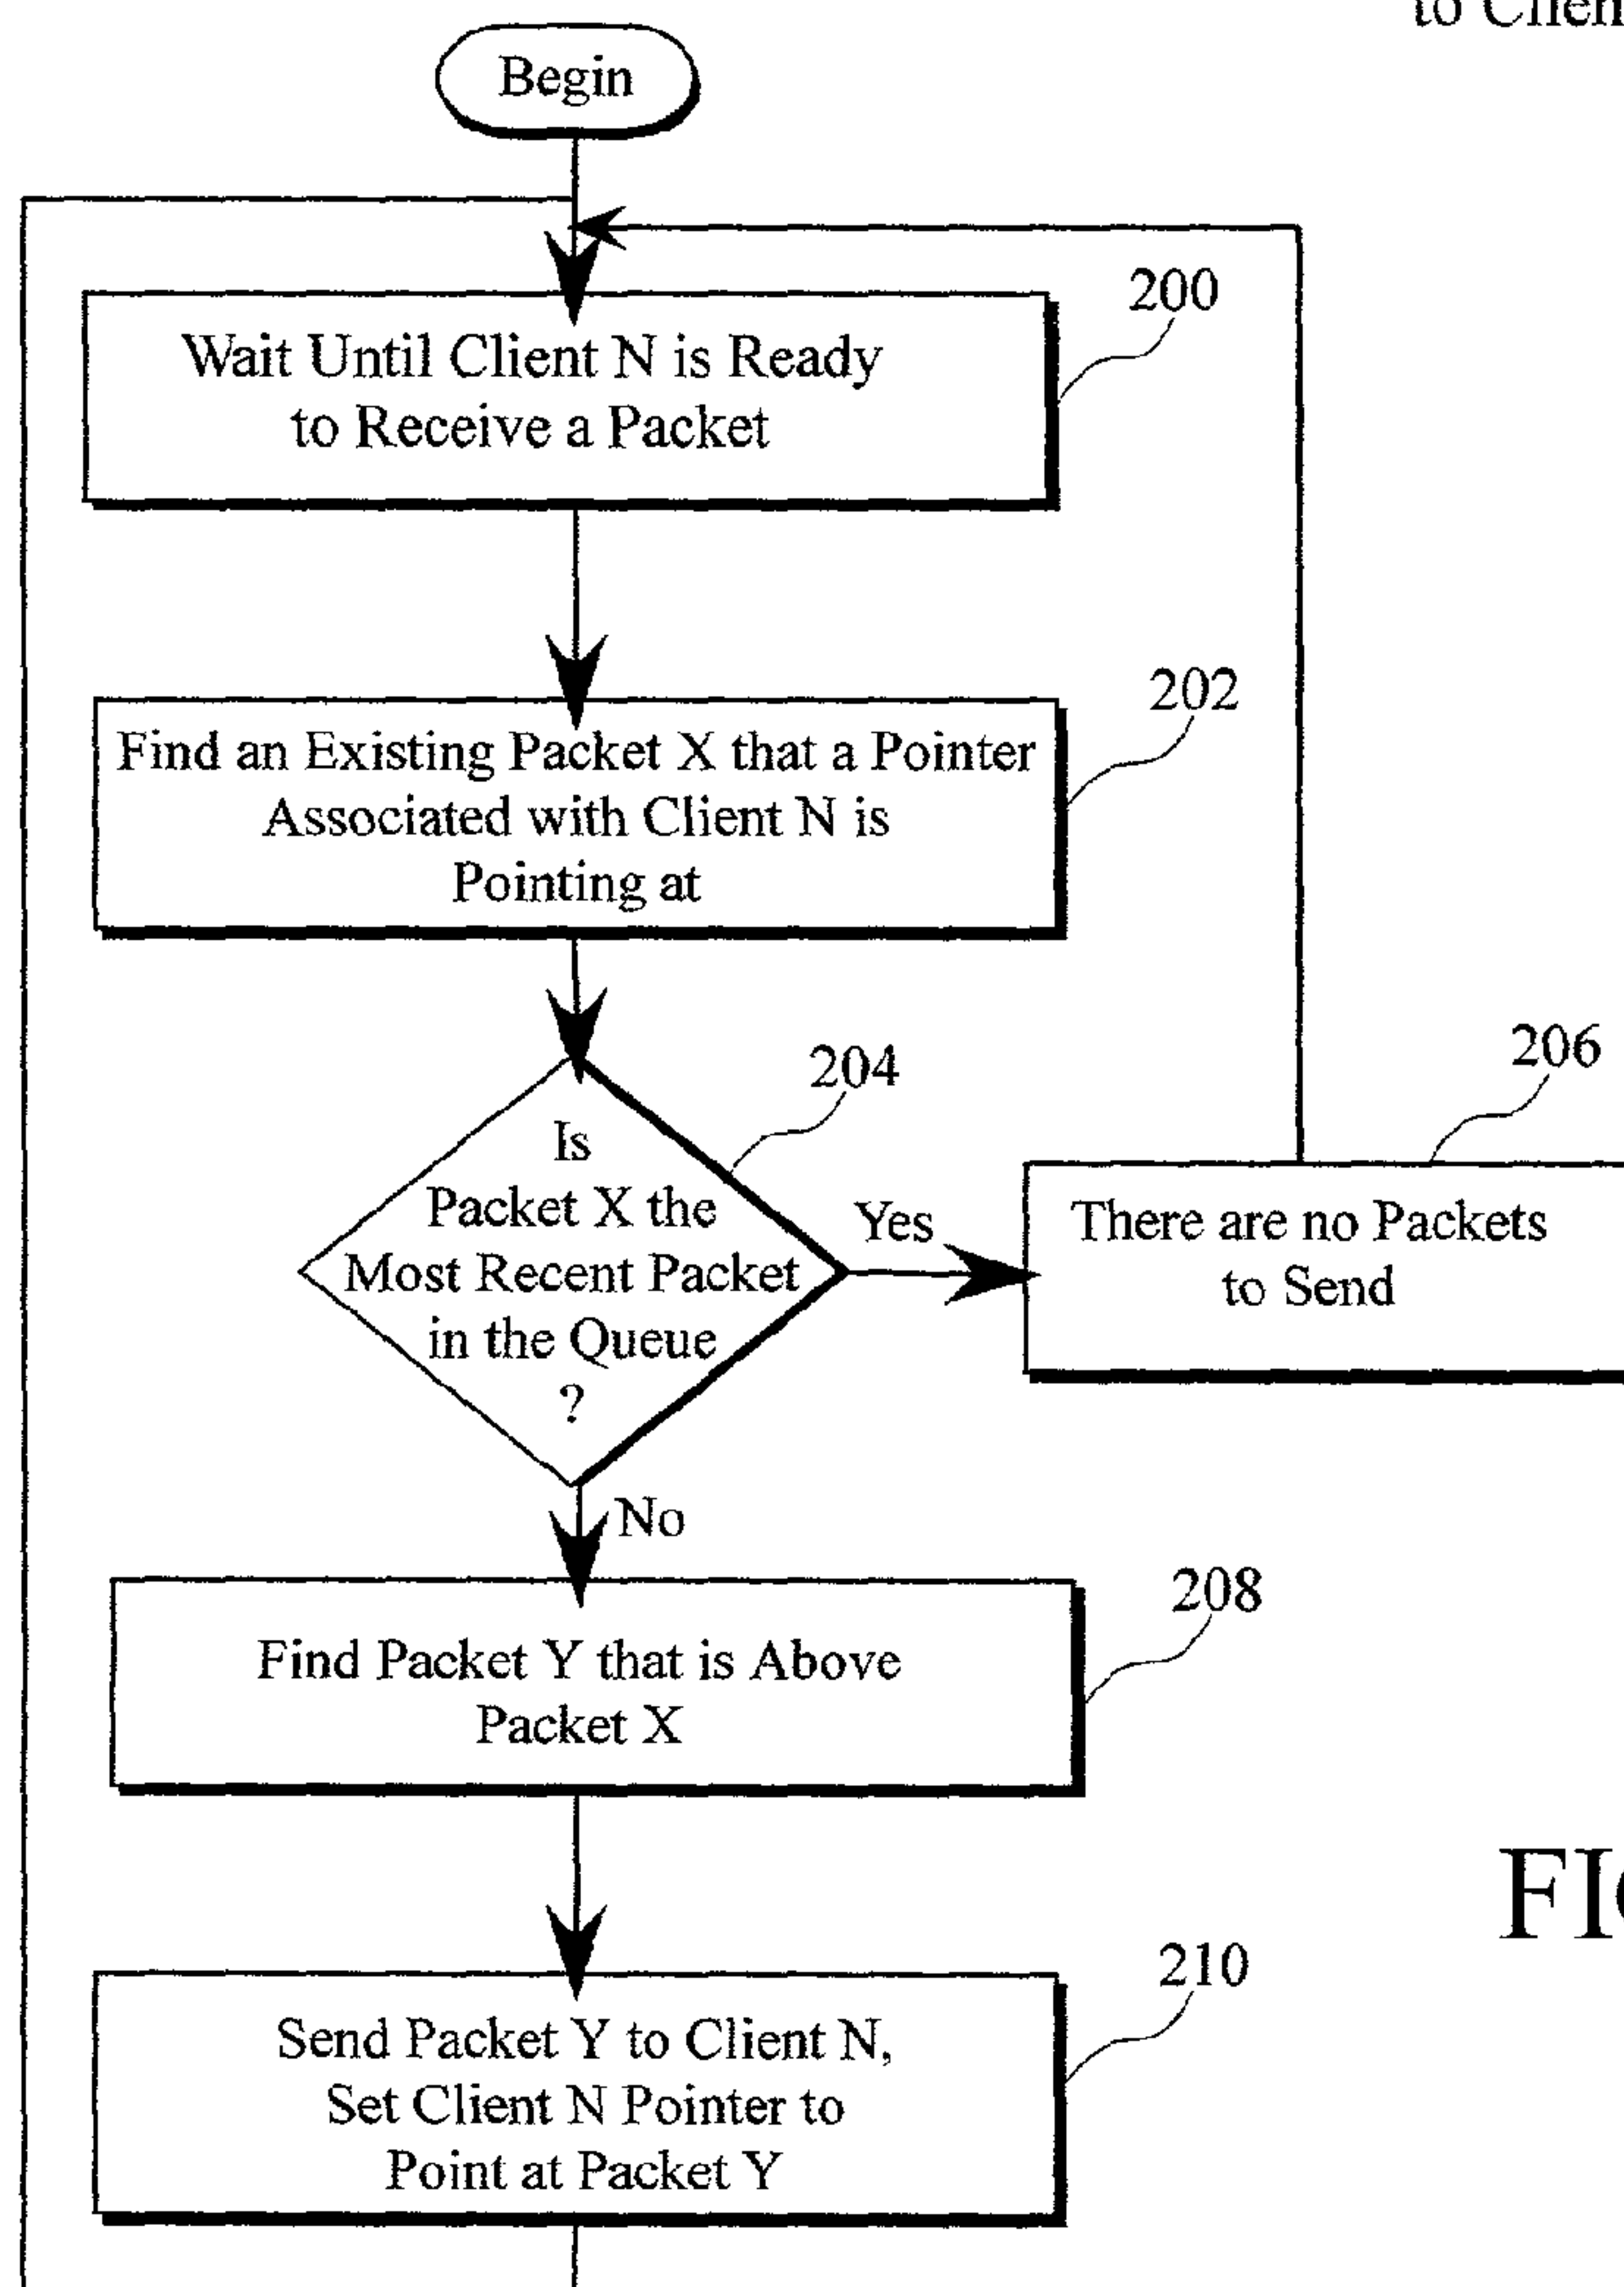 to Clien
Begin
200
Wait Until Client N is Ready
to Receive a Packet
202
Find an Existing Packet X that a Pointer
Associated with Client N is
Pointing at
204
206
Is
Packet X the
Most Recent Packet
in the Queue
?
Yes
There are no Packets
to Send
No
208
Find Packet Y that is Above
Packet X
FI
210
Send Packet Y to Client N,
Set Client N Pointer to
Point at Packet Y